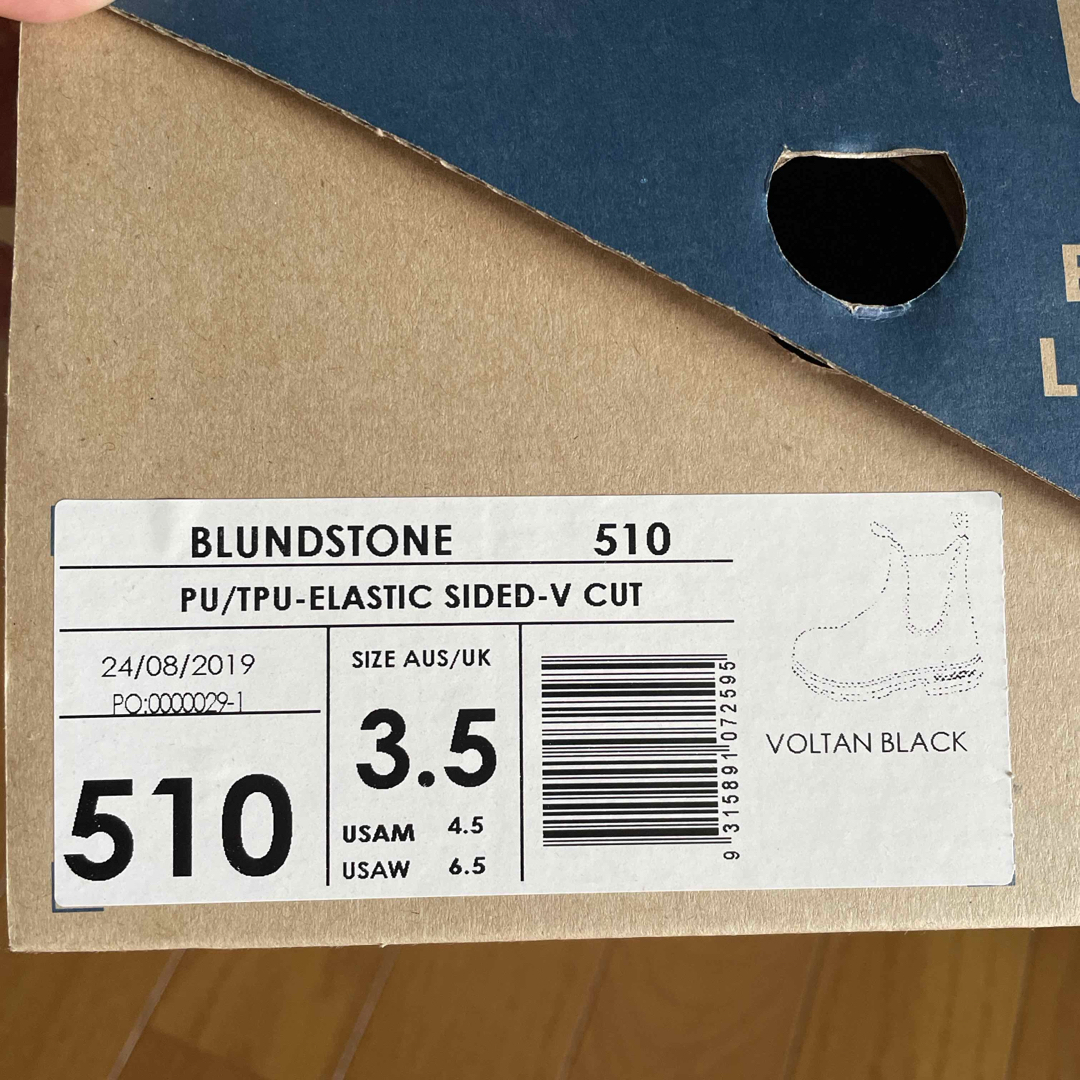 L
BLUNDSTONE 510
PU/TPU-ELASTIC SIDED-V CUT
24/08/2019
PO:0000029-1
510
SIZE AUS/UK
3.5
USAM 4.5
USAW 6.5
9 315891 072595
VOLTAN BLACK